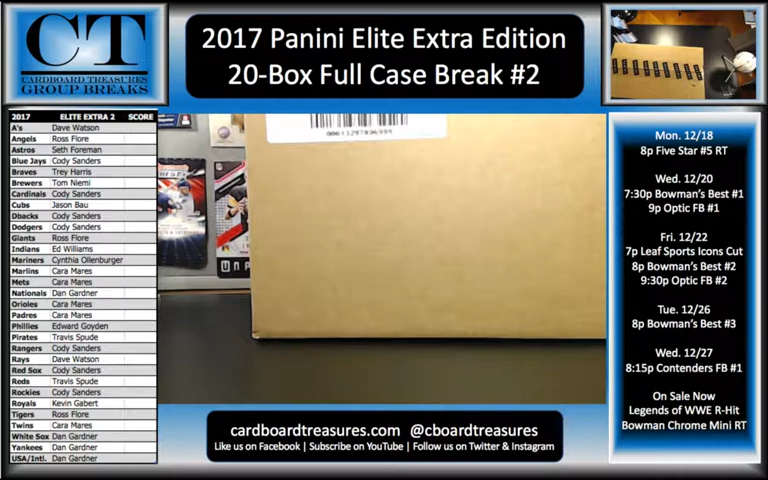 CT
CARDBOARD TREASURES
GROUP BREAKS
2017 Panini Elite Extra Edition
20-Box Full Case Break #2
2017 ELITE EXTRA 2 SCORE
A's Dave Watson
Angels Ross Flore
Astros Seth Foreman
Blue Jays Cody Sanders
Braves Trey Harris
Brewers Tom Niemi
Cardinals Cody Sanders
Cubs Jason Bau
Dbacks Cody Sanders
Dodgers Cody Sanders
Giants Ross Flore
Indians Ed Williams
Mariners Cynthia Ollenburger
Marlins Cara Mares
Mets Cara Mares
Nationals Dan Gardner
Orioles Cara Mares
Padres Cara Mares
Phillies Edward Goyden
Pirates Travis Spude
Rangers Cody Sanders
Rays Dave Watson
Red Sox Cody Sanders
Reds Travis Spude
Rockies Cody Sanders
Royals Kevin Gabert
Tigers Ross Flore
Twins Cara Mares
White Sox Dan Gardner
Yankees Dan Gardner
USA/Intl. Dan Gardner
Mon. 12/18
8p Five Star #5 RT
Wed. 12/20
7:30p Bowman's Best #1
9p Optic FB #1
Fri. 12/22
7p Leaf Sports Icons Cut
8p Bowman's Best #2
9:30p Optic FB #2
Tue. 12/26
8p Bowman's Best #3
Wed. 12/27
8:15p Contenders FB #1
On Sale Now
Legends of WWE R-Hit
Bowman Chrome Mini RT
cardboardtreasures.com @cboardtreasures
Like us on Facebook | Subscribe on YouTube | Follow us on Twitter & Instagram